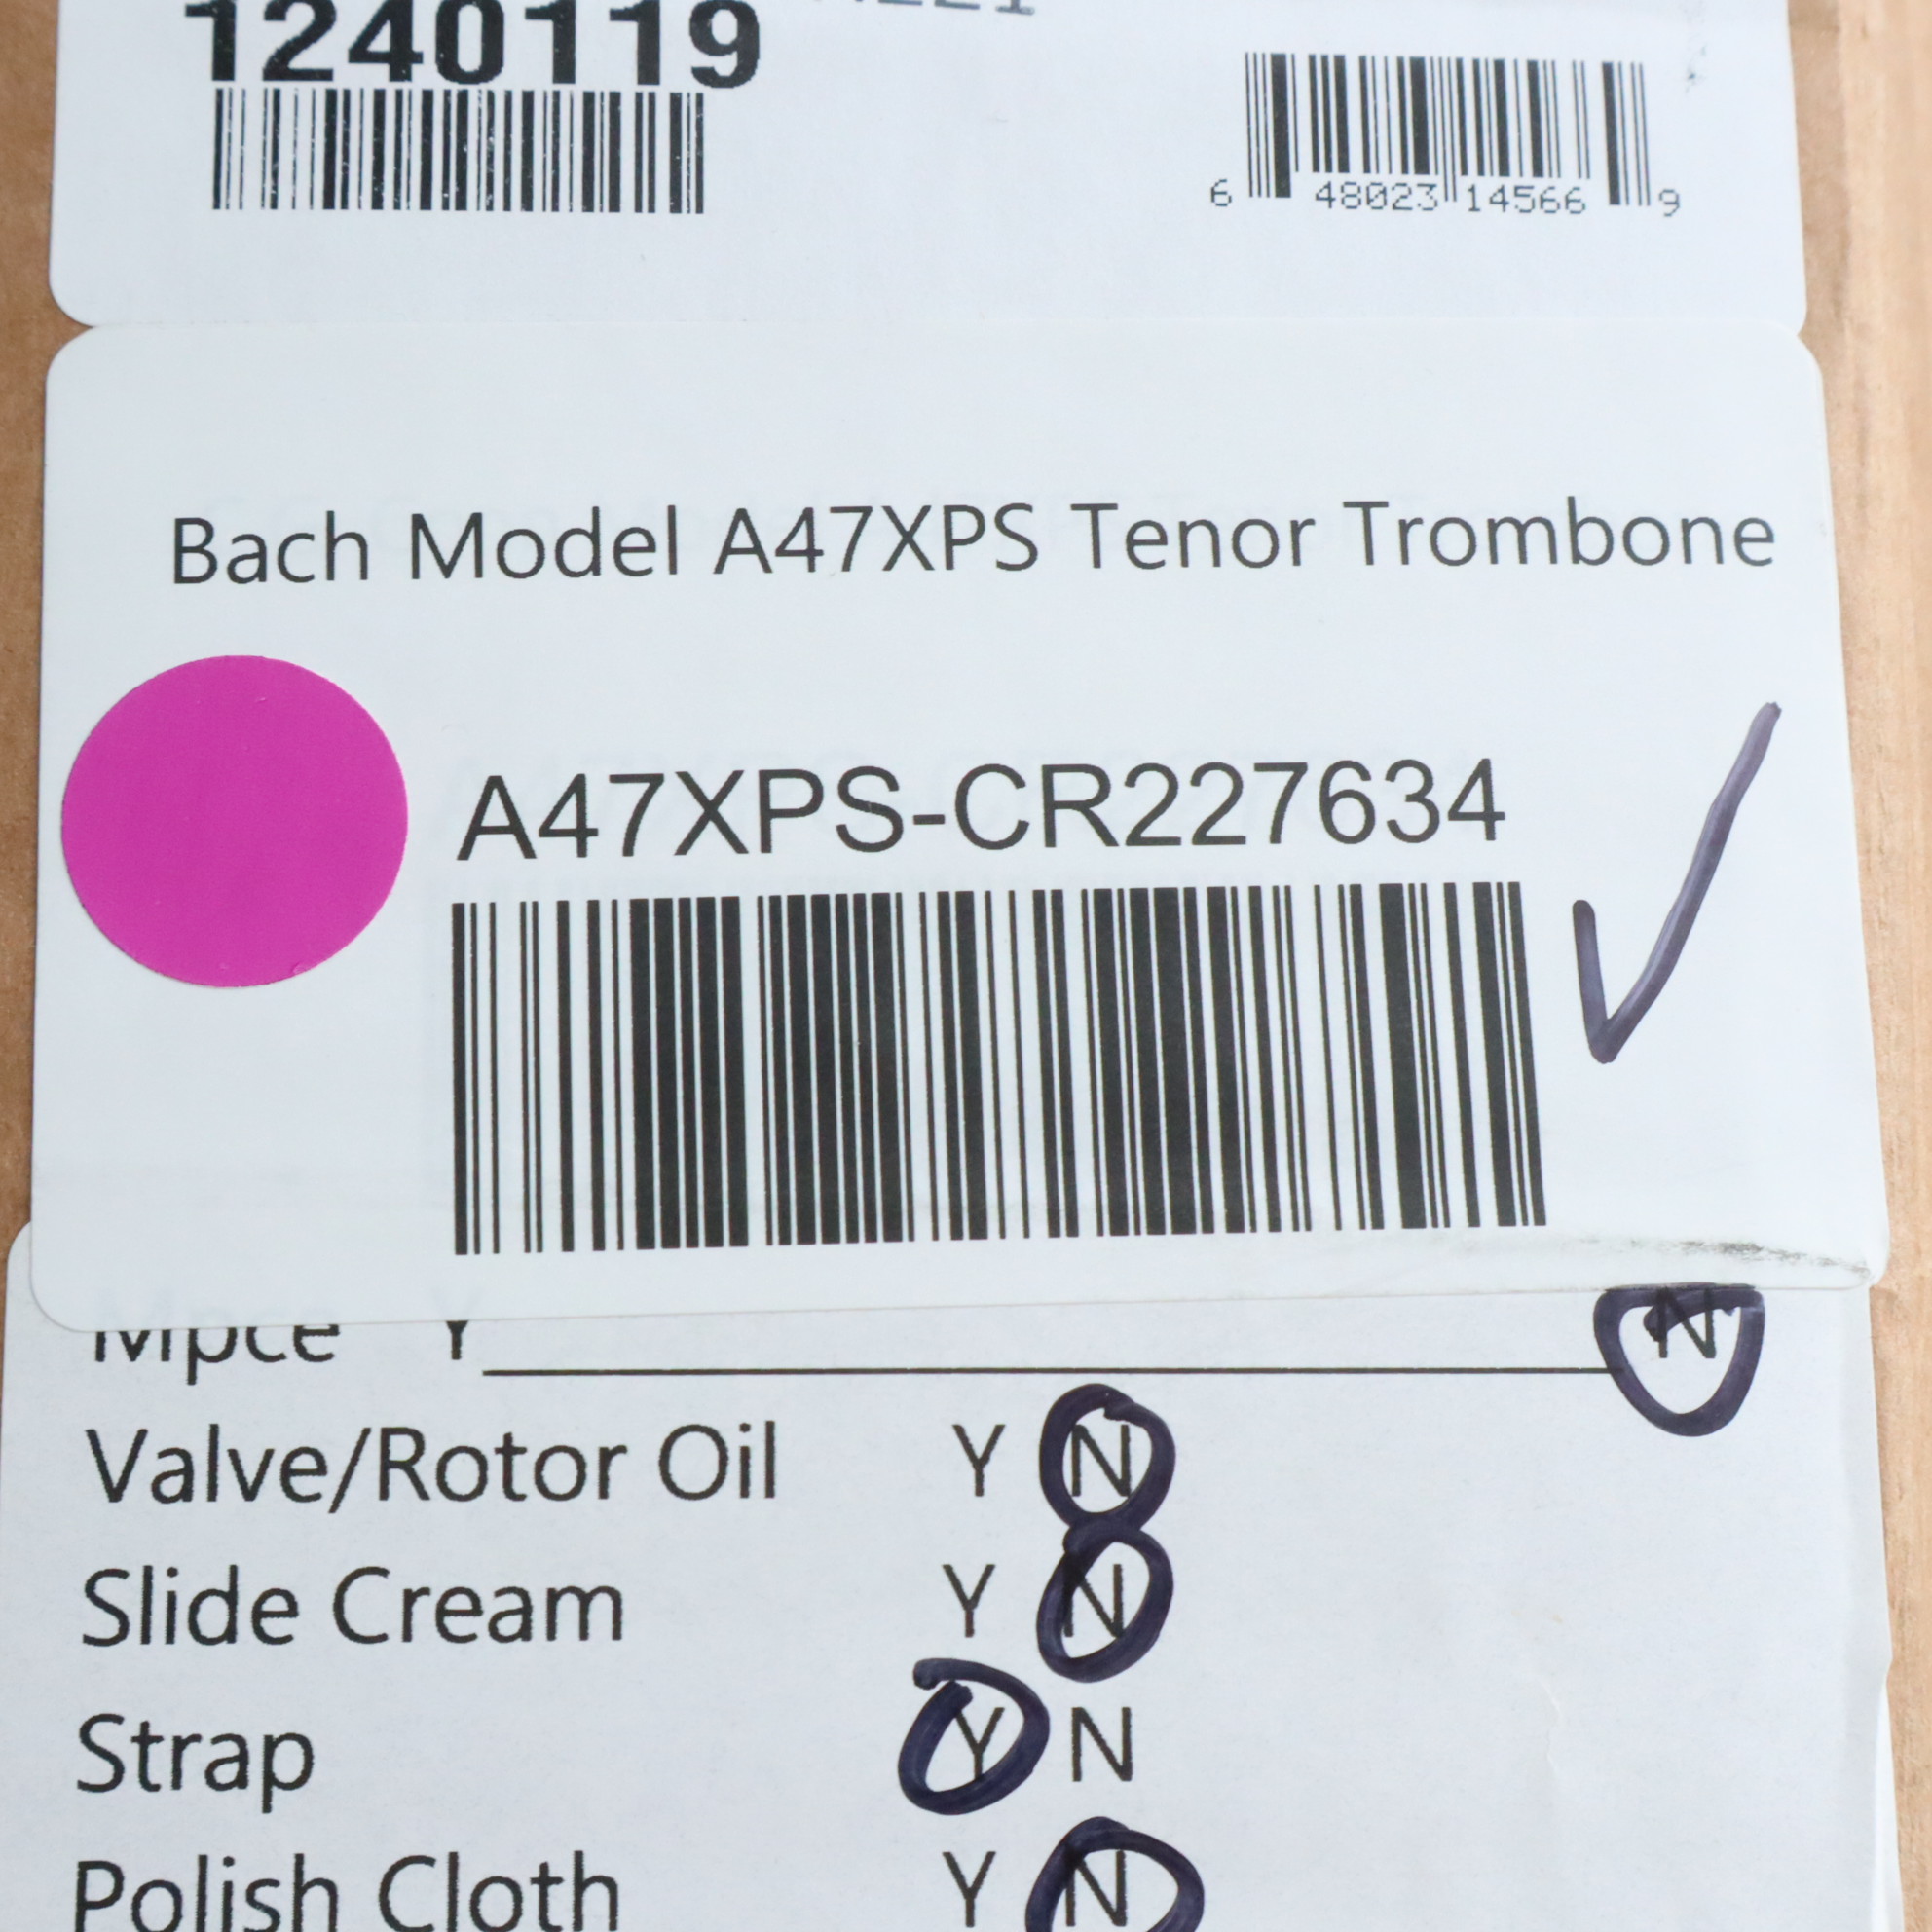 1240119
6 48023 14566 9
Bach Model A47XPS Tenor Trombone
A47XPS-CR227634
Mpce Y N
Valve/Rotor Oil Y N
Slide Cream Y N
Strap Y N
Polish Cloth Y N